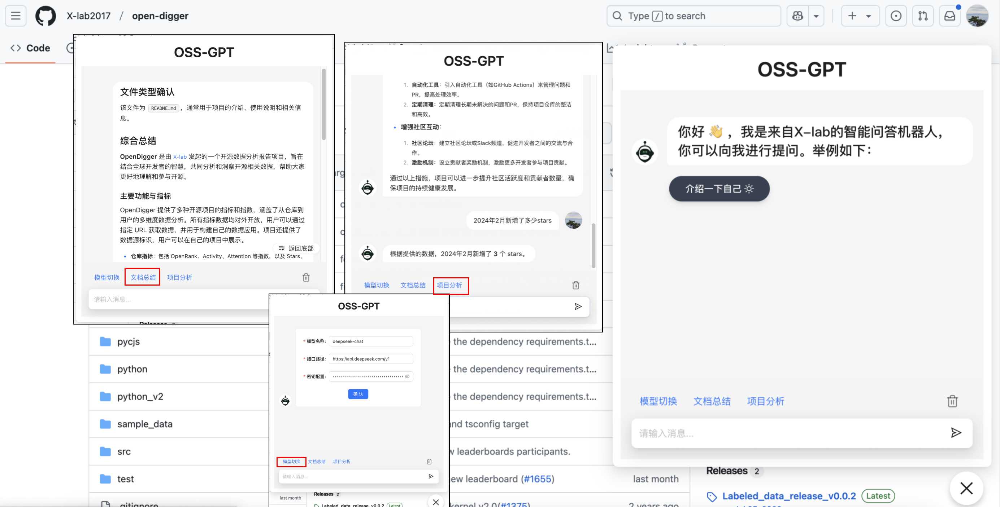 X-lab2017 / open-digger
Type / to search
Code
OSS-GPT
文件类型确认
该文件为 README.md ，通常用于项目的介绍、使用说明和相关信
息。
综合总结
OpenDigger 是由 X-lab 发起的一个开源数据分析报告项目，旨在
结合全球开发者的智慧，共同分析和洞察开源相关数据，帮助大家
更好地理解和参与开源。
主要功能与指标
OpenDigger 提供了多种开源项目的指标和指数，涵盖了从仓库到
用户的多维度数据分析。所有指标数据均对外开放，用户可以通过
指定 URL 获取数据，并用于构建自己的数据应用。项目还提供了
数据源标识，用户可以在自己的项目中展示。
返回底部
仓库指标：包括 OpenRank、Activity、Attention 等指数，以及 Stars、
模型切换 文档总结 项目分析
请输入消息...
OSS-GPT
1. 自动化工具：引入自动化工具（如GitHub Actions）来管理问题和
PR，提高处理效率。
2. 定期清理：定期清理长期未解决的问题和PR，保持项目仓库的整洁
和高效。
增强社区互动：
1. 社区论坛：建立社区论坛或Slack频道，促进开发者之间的交流与合
作。
2. 激励机制：设立贡献者奖励机制，激励更多开发者参与项目贡献。
通过以上措施，项目可以进一步提升社区活跃度和贡献者数量，确
保项目的持续健康发展。
2024年2月新增了多少stars
根据提供的数据，2024年2月新增了 3 个 stars。
模型切换 文档总结 项目分析
OSS-GPT
* 模型名称： deepseek-chat
* 接口路径： https://api.deepseek.com/v1
* 密钥配置：
确 认
模型切换 文档总结 项目分析
请输入消息...
last month
Releases 2
Labeled_data_release_v0.0.2 Latest
OSS-GPT
你好 👋 ，我是来自X-lab的智能问答机器人，
你可以向我进行提问。举例如下：
介绍一下自己
模型切换 文档总结 项目分析
请输入消息...
pycjs
the dependency requirements.t...
python
the dependency requirements.t...
python_v2
the dependency requirements.t...
sample_data
and tsconfig target
src
leaderboards participants.
test
leaderboard (#1655)
last month
.gitignore
kernel v2.0(#1375)
2 years ago
Releases 2
Labeled_data_release_v0.0.2 Latest